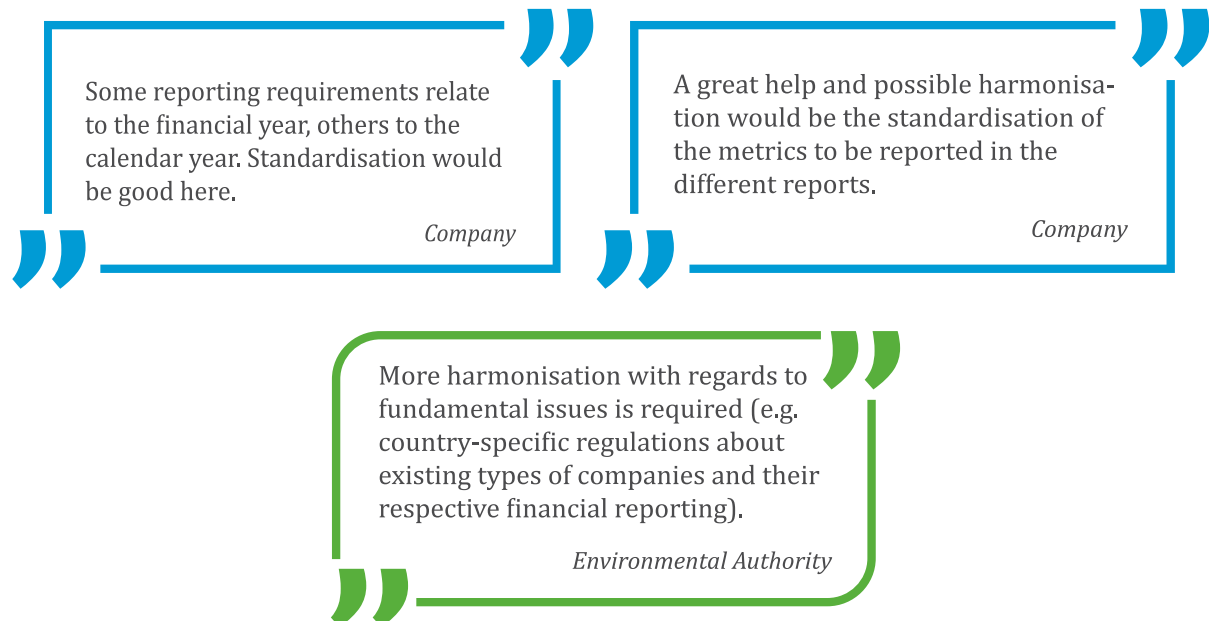 Some reporting requirements relate
to the financial year, others to the
calendar year. Standardisation would
be good here.
Company
A great help and possible harmonisa-
tion would be the standardisation of
the metrics to be reported in the
different reports.
Company
More harmonisation with regards to
fundamental issues is required (e.g.
country-specific regulations about
existing types of companies and their
respective financial reporting).
Environmental Authority